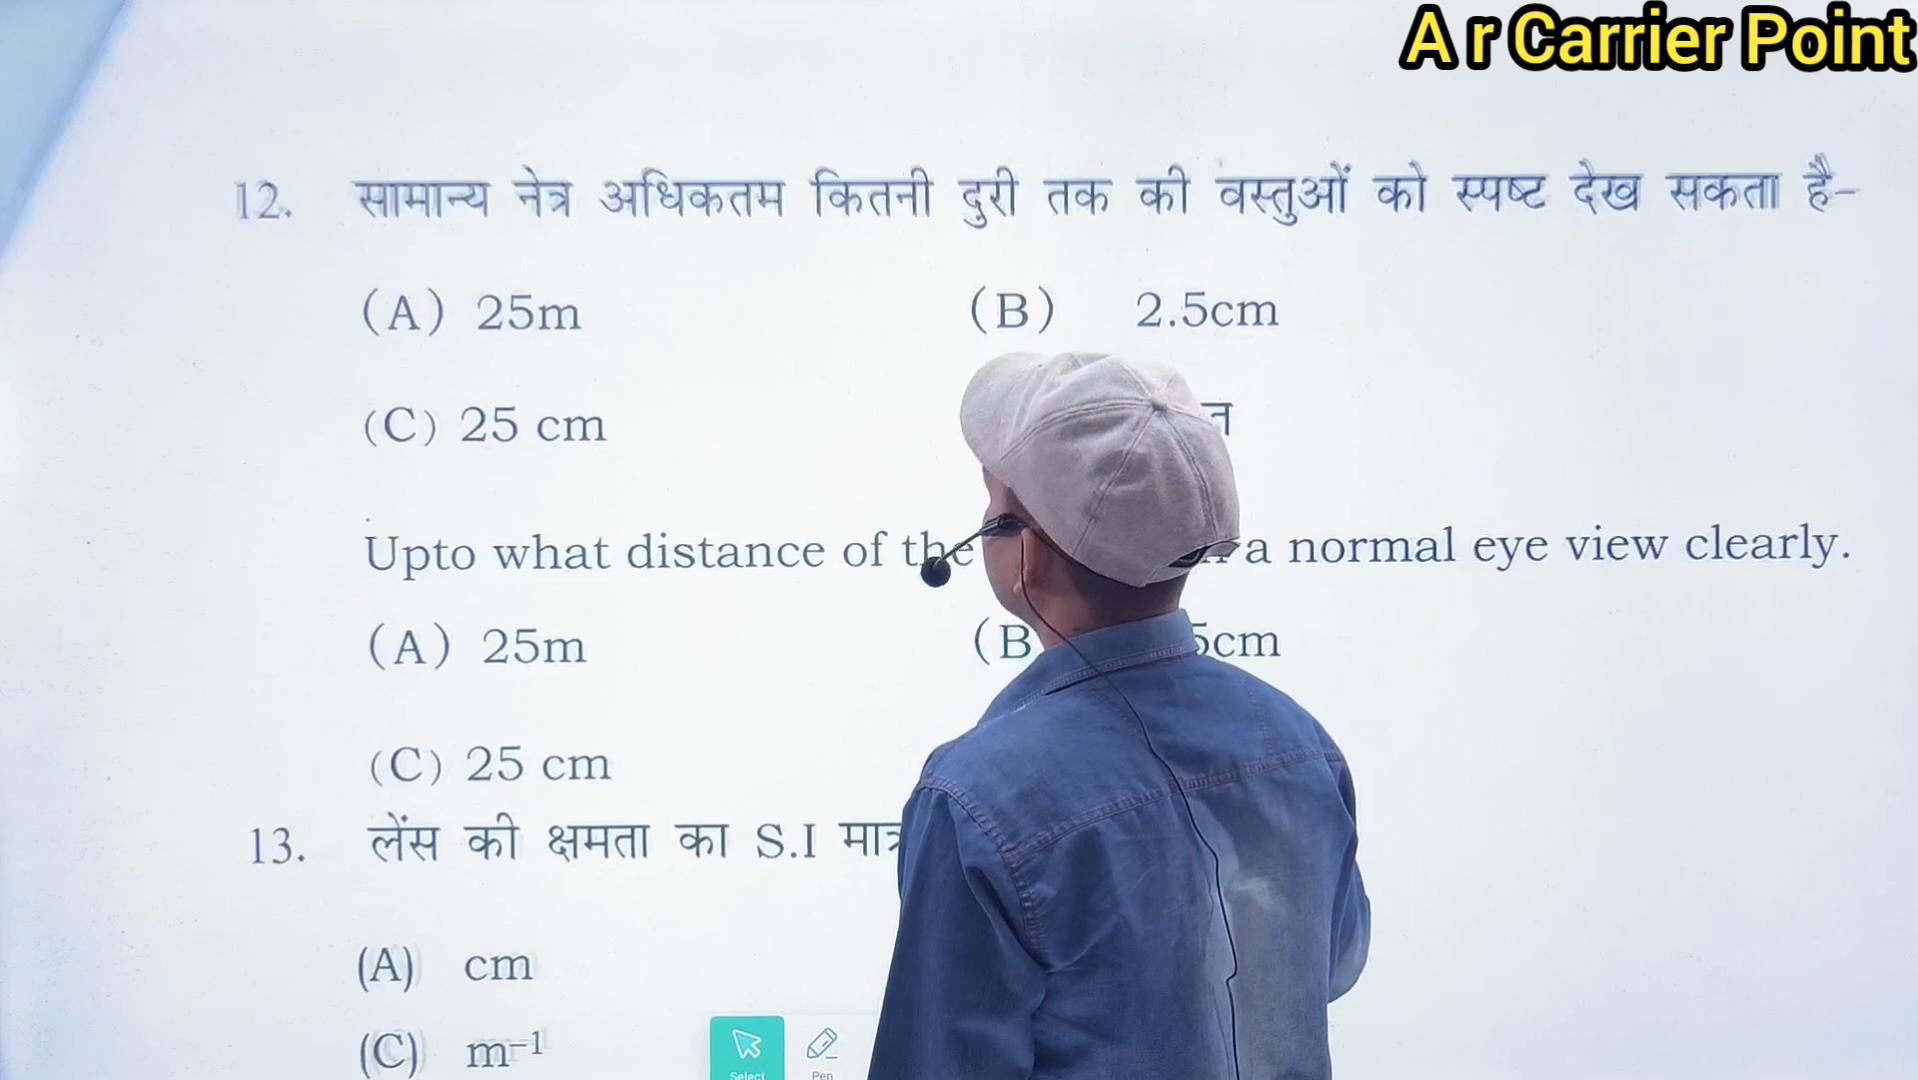 A r Carrier Point
12. सामान्य नेत्र अधिकतम कितनी दुरी तक की वस्तुओं को स्पष्ट देख सकता है-
(A) 25m (B) 2.5cm
(C) 25 cm
Upto what distance of the a normal eye view clearly.
(A) 25m (B 5cm
(C) 25 cm
13. लेंस की क्षमता का S.I
(A) cm
(C) m⁻¹
Select Pen